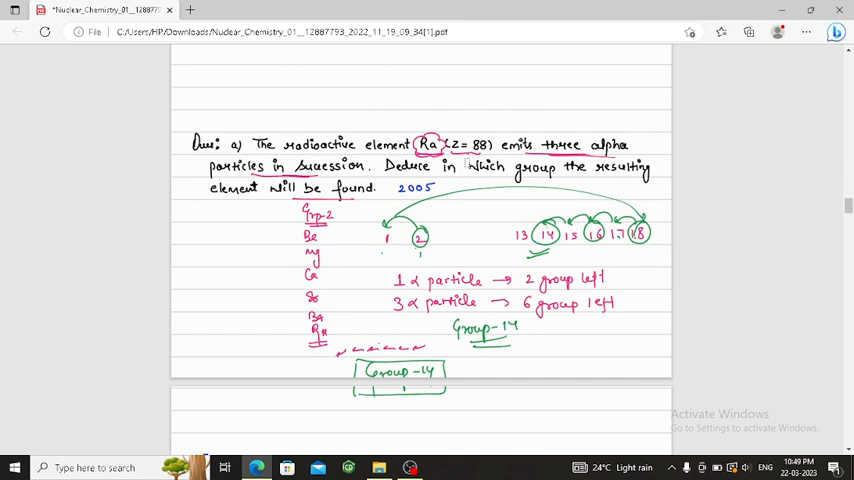 *Nuclear_Chemistry_01__12887793
File
C:/Users/HP/Downloads/Nuclear_Chemistry_01__12887793_2022_11_19_09_34[1].pdf
Que: a) The radioactive element Ra (Z = 88) emits three alpha
particles in sucession. Deduce in which group the resulting
element will be found. 2005
Grp-2
Be
Mg
Ca
Sr
Ba
Ra
1 2 13 14 15 16 17 18
1 α particle → 2 group left
3 α particle → 6 group left
Group-14
Group-14
Activate Windows
Go to Settings to activate Windows.
Type here to search
24°C Light rain
ENG
10:49 PM
22-03-2023